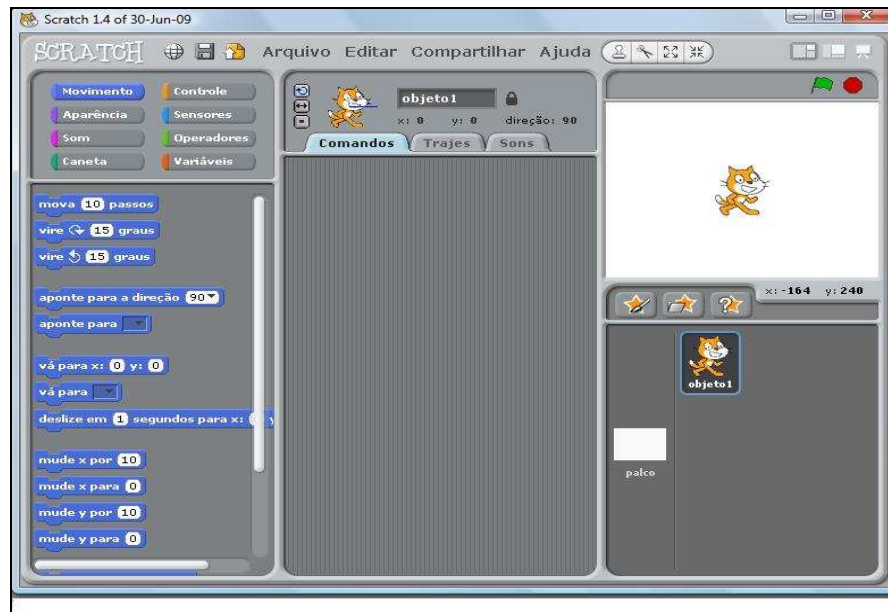 Scratch 1.4 of 30-Jun-09
SCRATCH Arquivo Editar Compartilhar Ajuda
Movimento Controle
Aparência Sensores
Som Operadores
Caneta Variáveis
mova 10 passos
vire 15 graus
vire 15 graus
aponte para a direção 90
aponte para
vá para x: 0 y: 0
vá para
deslize em 1 segundos para x: y
mude x por 10
mude x para 0
mude y por 10
mude y para 0
objeto1
x: 0 y: 0 direção: 90
Comandos Trajes Sons
x: -164 y: 240
objeto1
palco